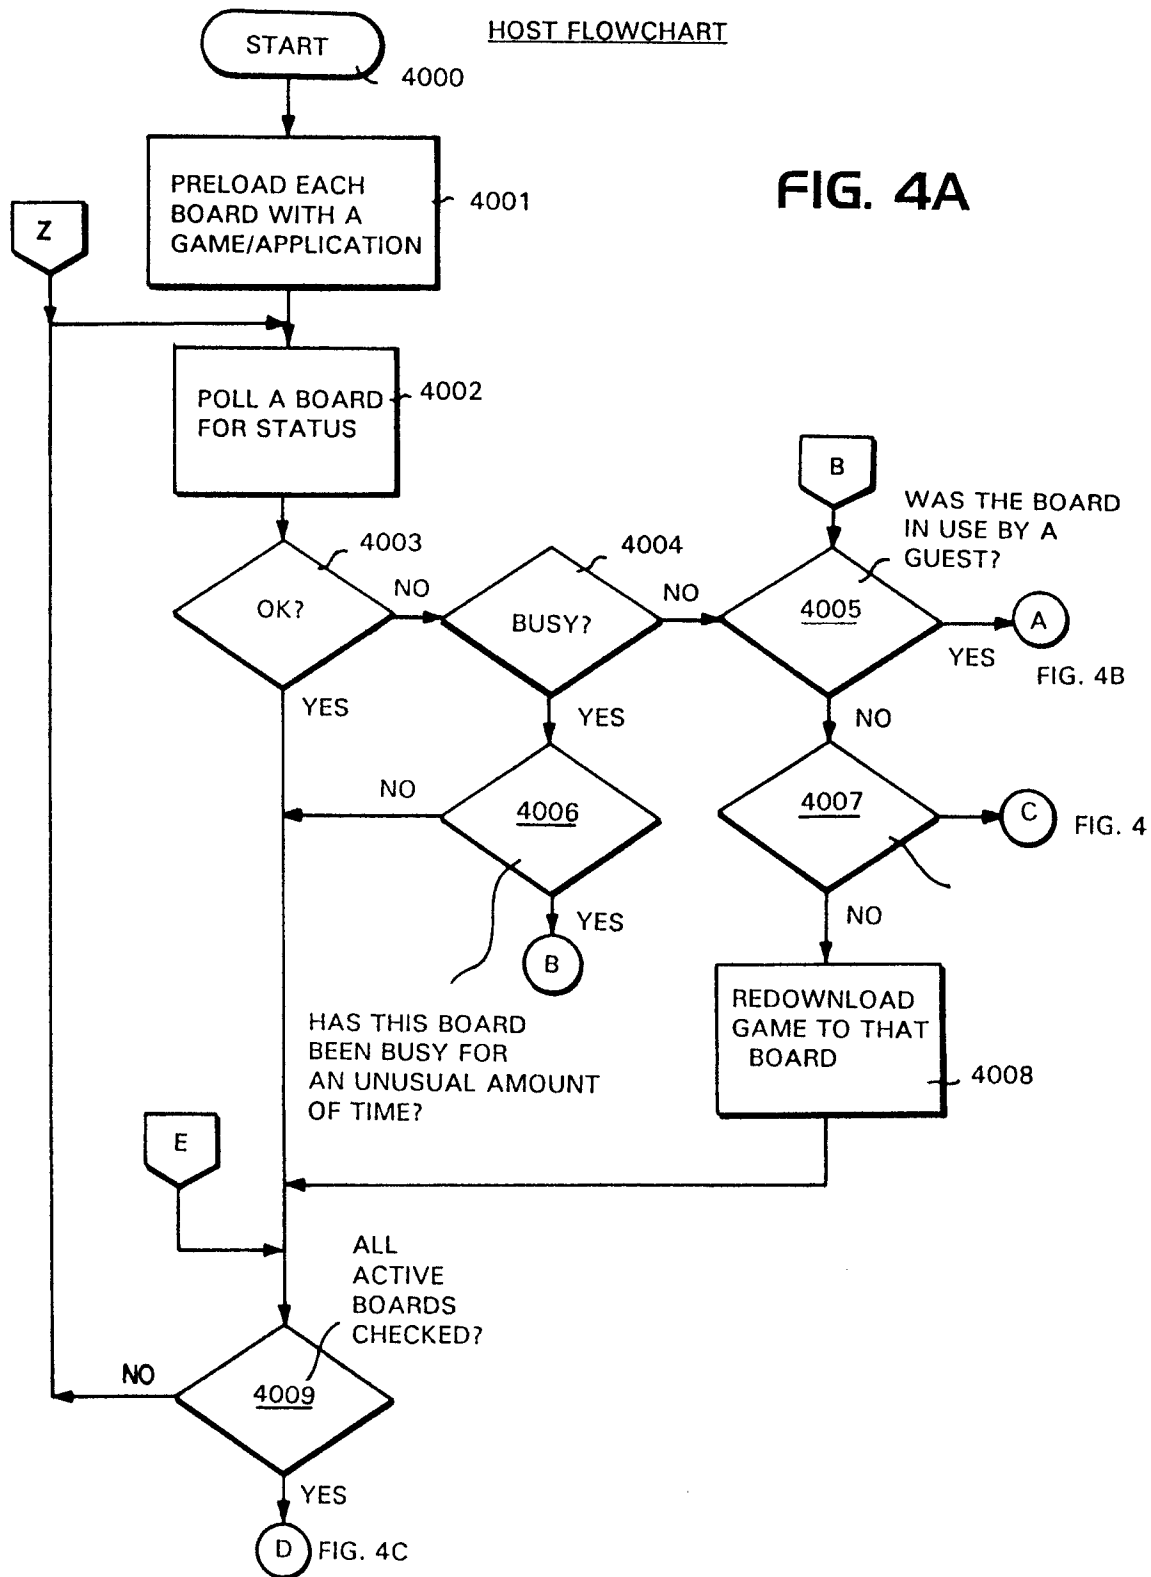 HOST FLOWCHART
START
4000
PRELOAD EACH
BOARD WITH A
GAME/APPLICATION
4001
FIG. 4A
Z
POLL A BOARD
FOR STATUS
4002
B
WAS THE BOARD
IN USE BY A
GUEST?
4003
OK?
NO
YES
4004
BUSY?
NO
YES
4005
YES
A
FIG. 4B
NO
NO
4006
YES
B
4007
C
FIG. 4
NO
HAS THIS BOARD
BEEN BUSY FOR
AN UNUSUAL AMOUNT
OF TIME?
REDOWNLOAD
GAME TO THAT
BOARD
4008
E
ALL
ACTIVE
BOARDS
CHECKED?
NO
4009
YES
D
FIG. 4C